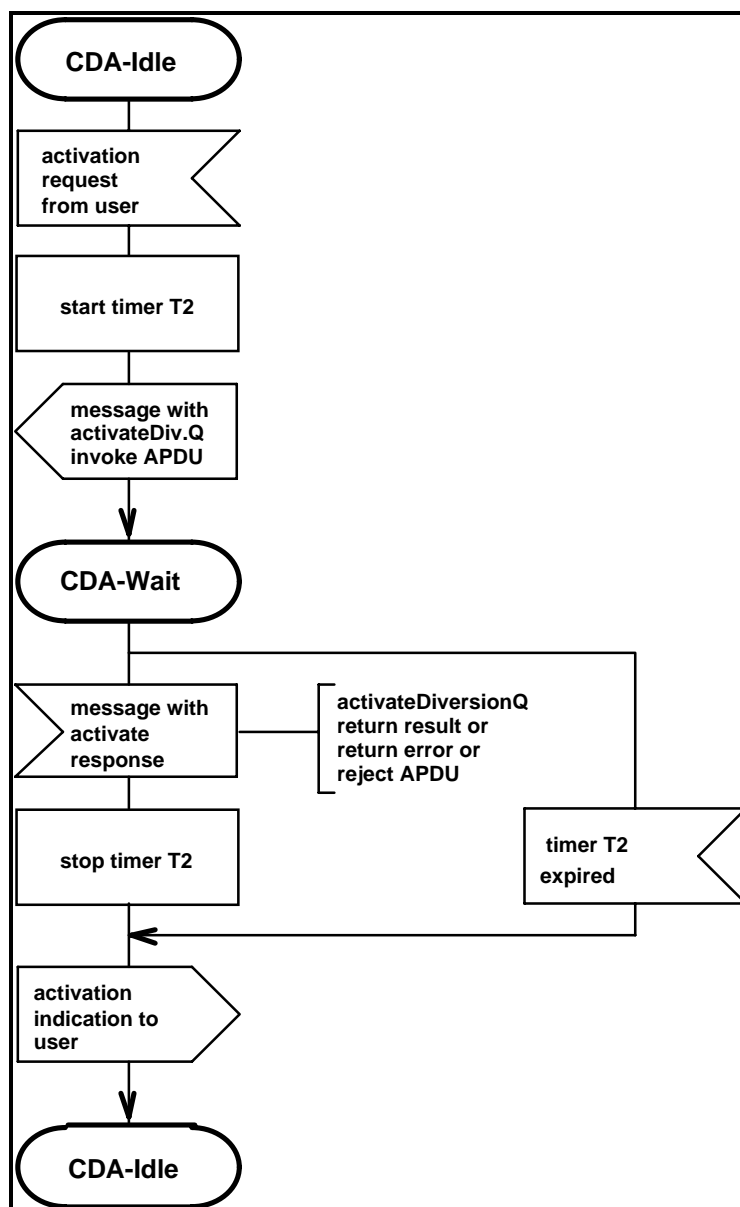 CDA-Idle
activation
request
from user
start timer T2
message with
activateDiv.Q
invoke APDU
CDA-Wait
message with
activate
response
activateDiversionQ
return result or
return error or
reject APDU
stop timer T2
timer T2
expired
activation
indication to
user
CDA-Idle